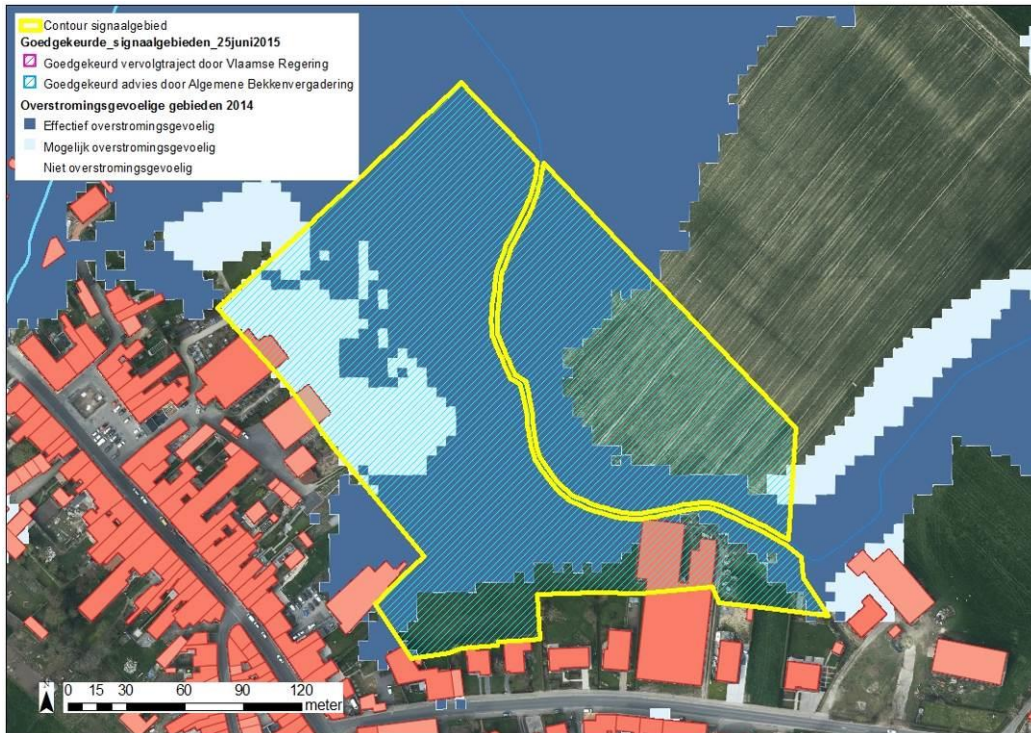 Contour signaalgebied
Goedgekeurde_signaalgebieden_25juni2015
Goedgekeurd vervolgtraject door Vlaamse Regering
Goedgekeurd advies door Algemene Bekkenvergadering
Overstromingsgevoelige gebieden 2014
Effectief overstromingsgevoelig
Mogelijk overstromingsgevoelig
Niet overstromingsgevoelig
0 15 30 60 90 120
meter